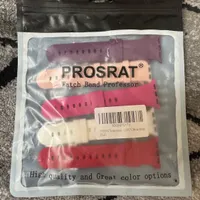 PROSRAT®
Watch Band Professor
High quality and Great color options